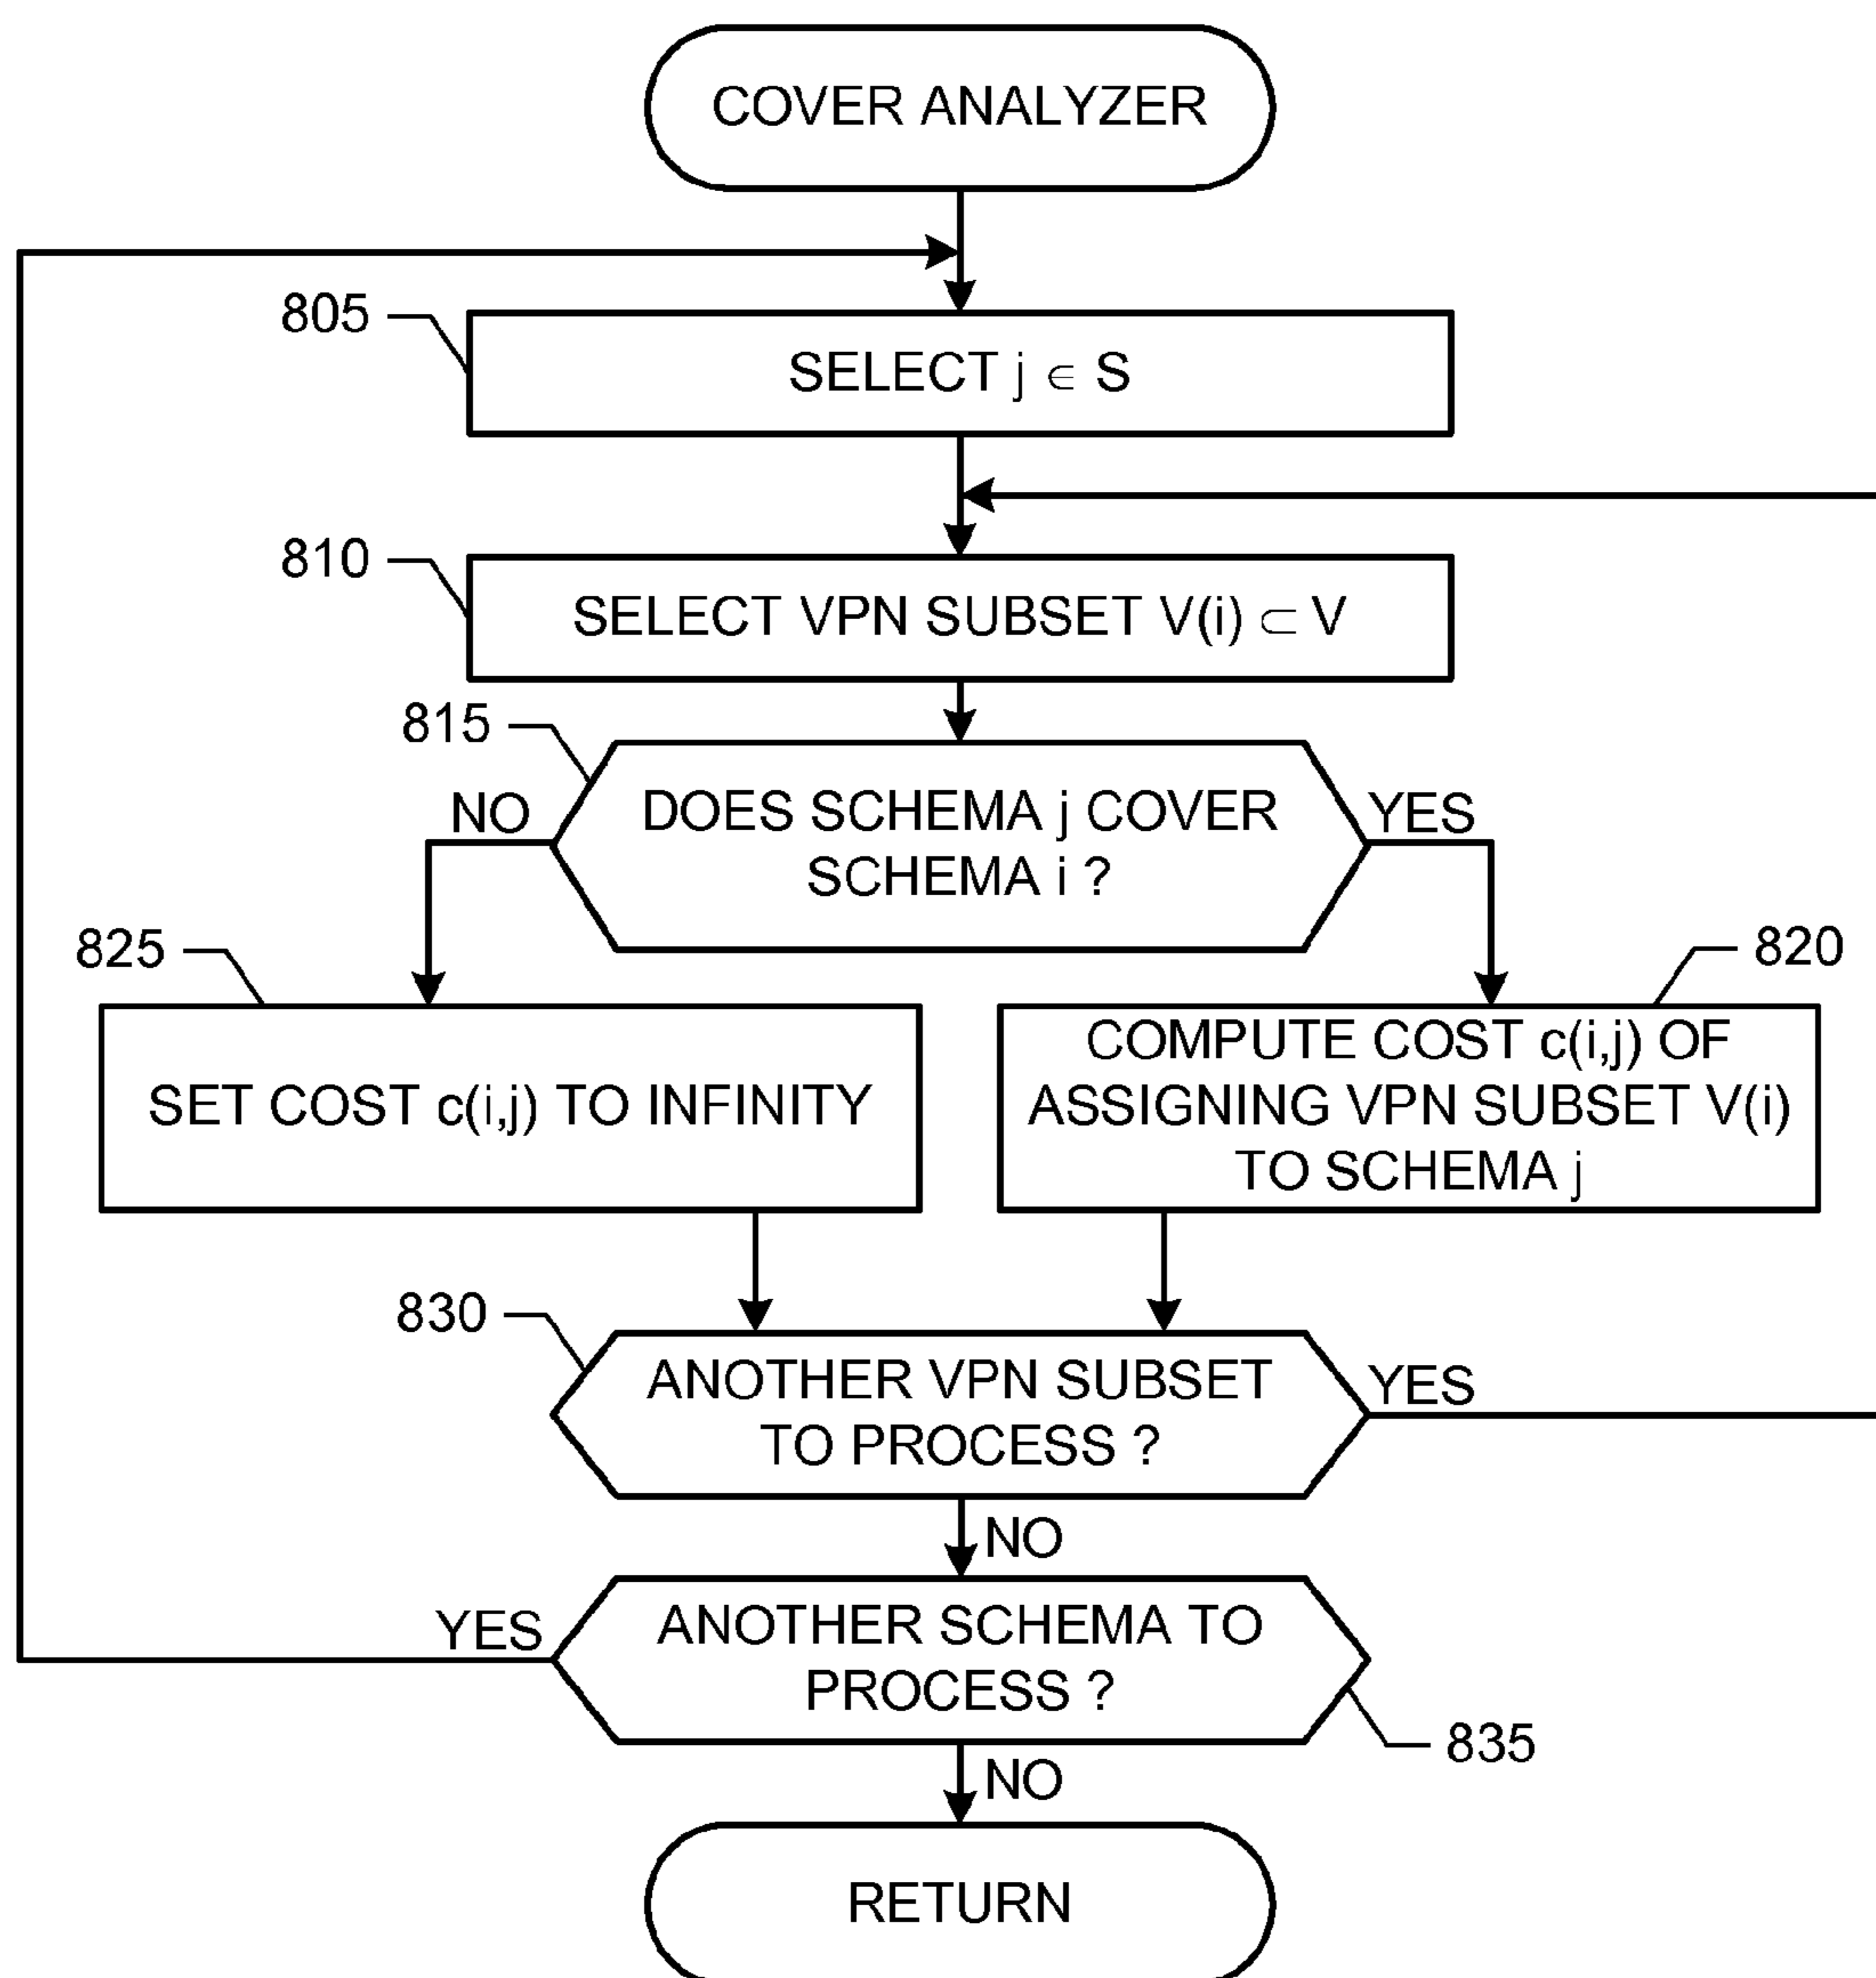 COVER ANALYZER
805
SELECT j ∈ S
810
SELECT VPN SUBSET V(i) ⊂ V
815
NO
DOES SCHEMA j COVER
SCHEMA i ?
YES
825
820
SET COST c(i,j) TO INFINITY
COMPUTE COST c(i,j) OF
ASSIGNING VPN SUBSET V(i)
TO SCHEMA j
830
ANOTHER VPN SUBSET
TO PROCESS ?
YES
NO
YES
ANOTHER SCHEMA TO
PROCESS ?
835
NO
RETURN